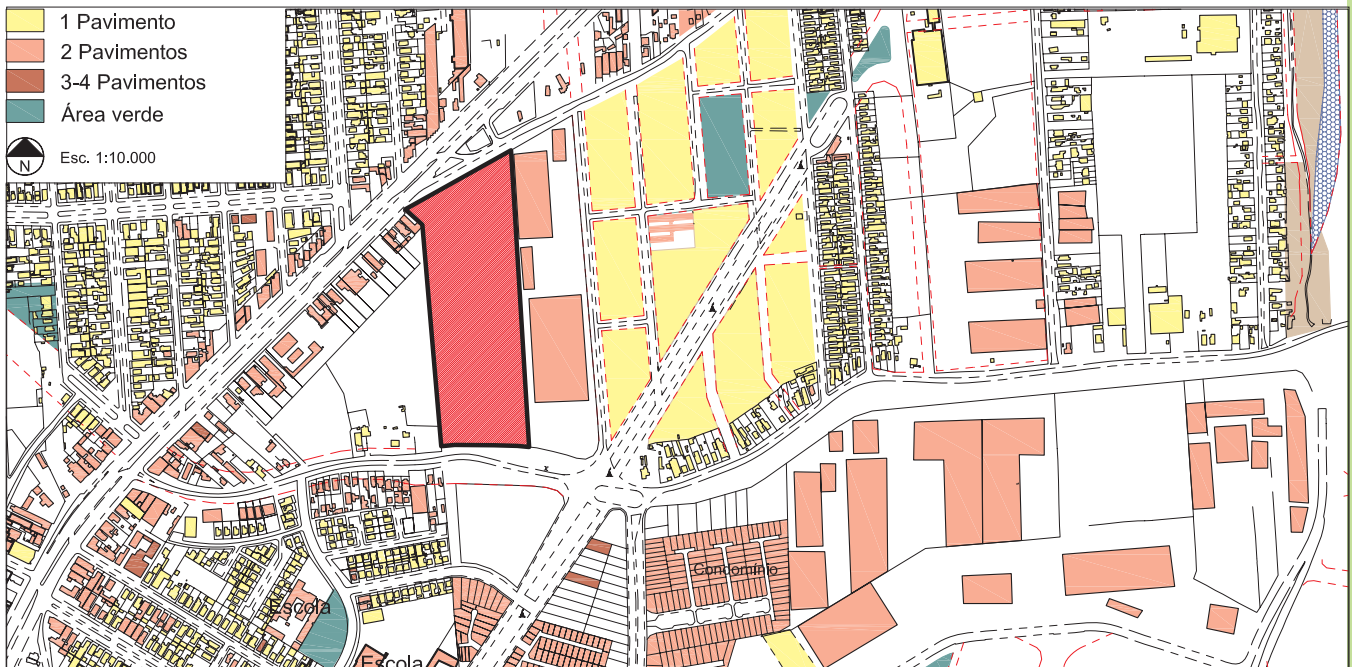 1 Pavimento
2 Pavimentos
3-4 Pavimentos
Área verde
N
Esc. 1:10.000
Condomínio
Escola
Escola